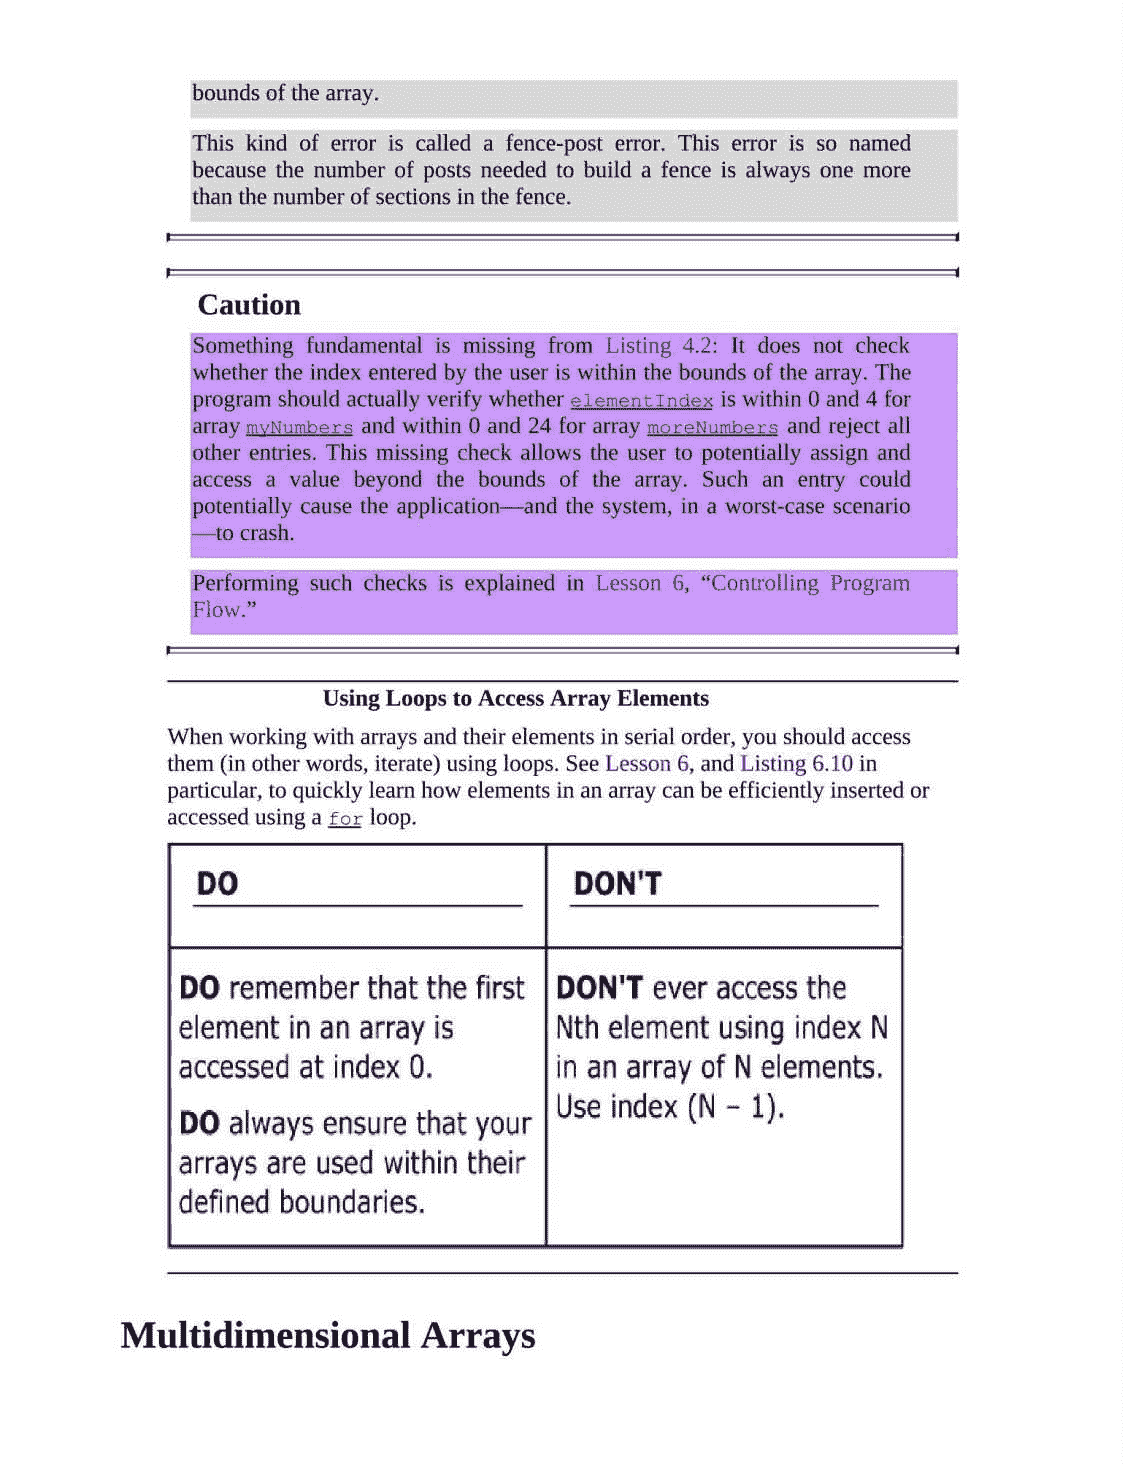 bounds of the array.
This kind of error is called a fence-post error. This error is so named
because the number of posts needed to build a fence is always one more
than the number of sections in the fence.
Caution
Something fundamental is missing from Listing 4.2: It does not check
whether the index entered by the user is within the bounds of the array. The
program should actually verify whether elementIndex is within 0 and 4 for
array myNumbers and within 0 and 24 for array moreNumbers and reject all
other entries. This missing check allows the user to potentially assign and
access a value beyond the bounds of the array. Such an entry could
potentially cause the application—and the system, in a worst-case scenario
—to crash.
Performing such checks is explained in Lesson 6, “Controlling Program
Flow.”
Using Loops to Access Array Elements
When working with arrays and their elements in serial order, you should access
them (in other words, iterate) using loops. See Lesson 6, and Listing 6.10 in
particular, to quickly learn how elements in an array can be efficiently inserted or
accessed using a for loop.
DO
DON'T
DO remember that the first
element in an array is
accessed at index 0.
DO always ensure that your
arrays are used within their
defined boundaries.
DON'T ever access the
Nth element using index N
in an array of N elements.
Use index (N – 1).
Multidimensional Arrays